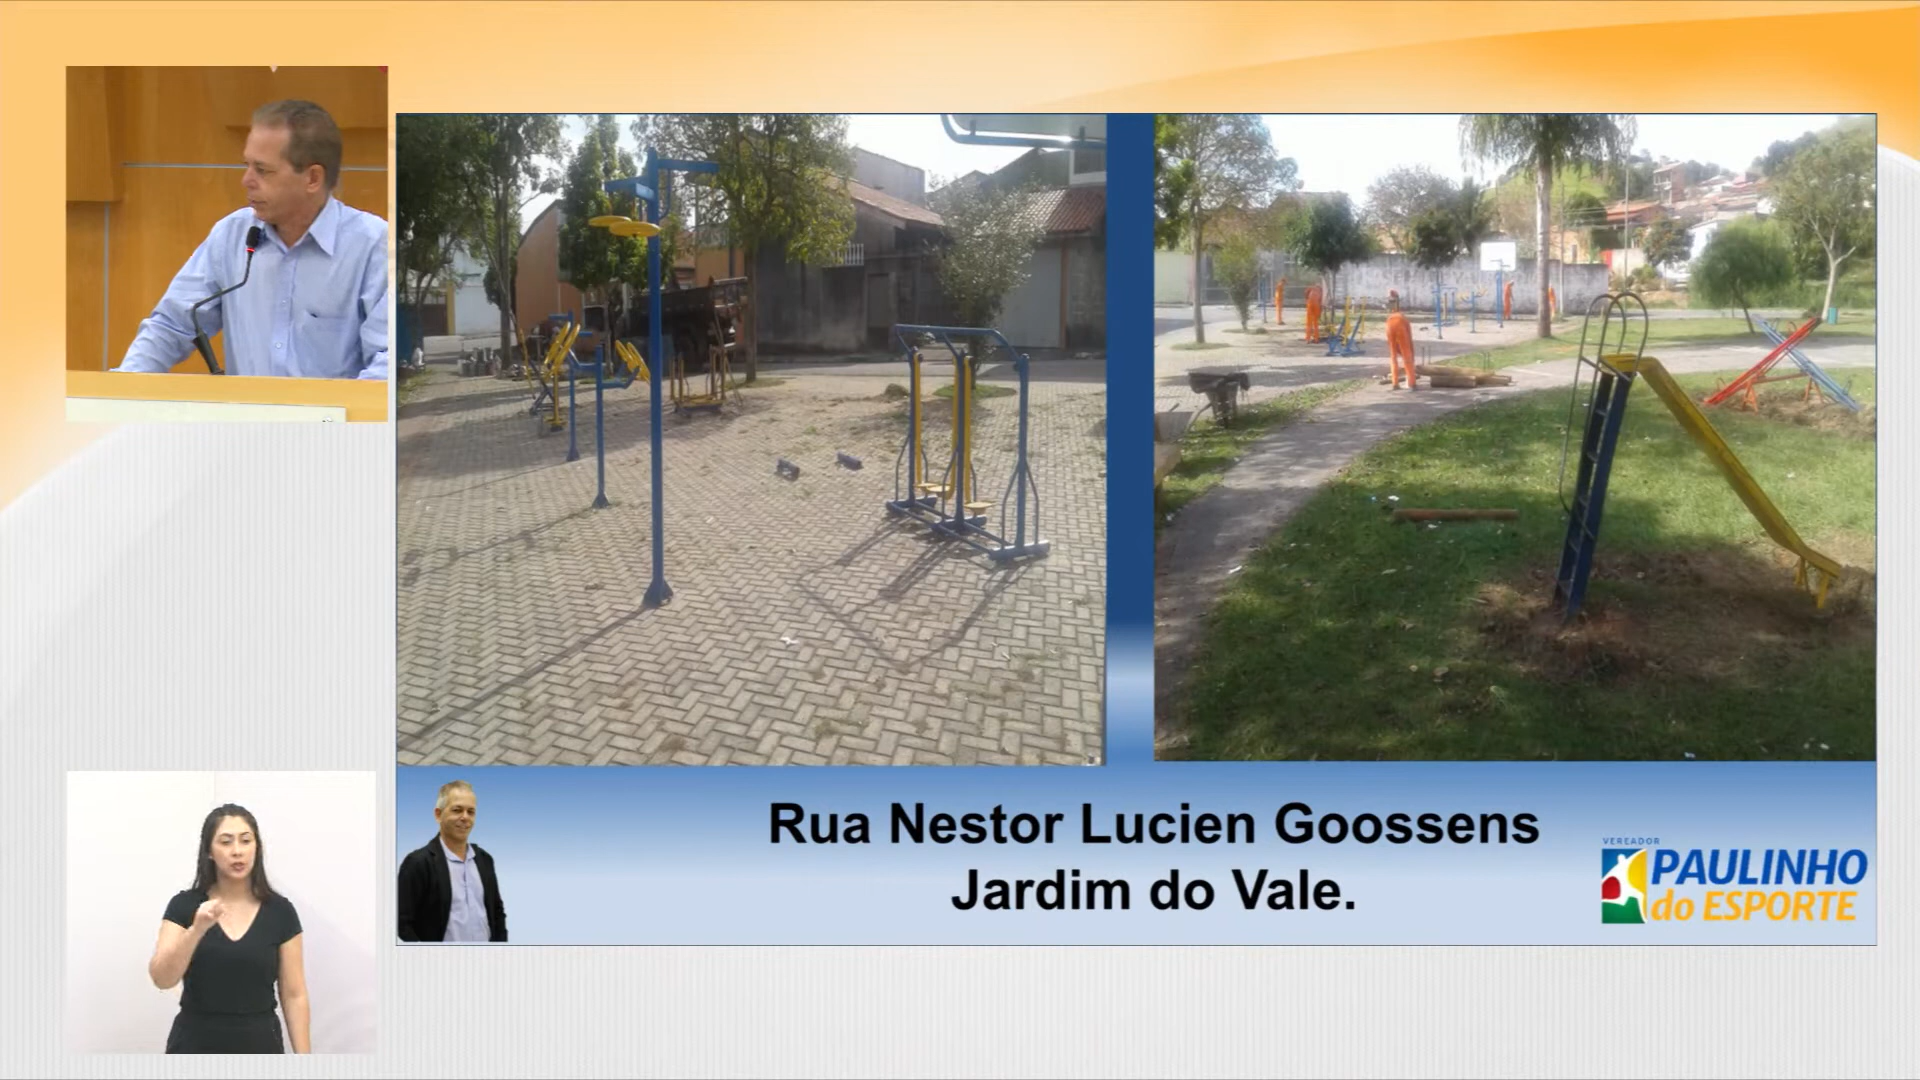 Rua Nestor Lucien Goossens
Jardim do Vale.
VEREADOR
PAULINHO
do ESPORTE